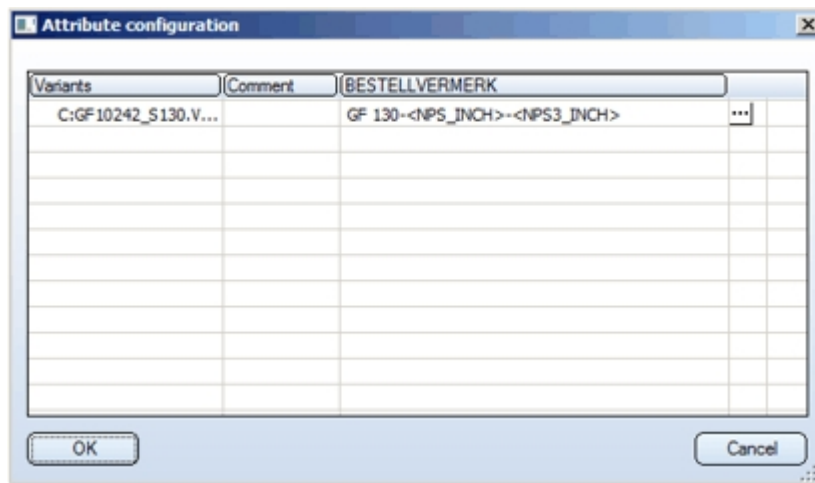 Attribute configuration
Variants Comment BESTELLVERMERK
C:GF10242_S130.V... GF 130-<NPS_INCH>-<NPS3_INCH> ...
OK Cancel